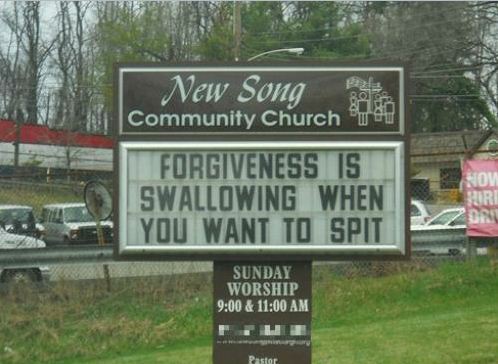 New Song
Community Church
FORGIVENESS IS
SWALLOWING WHEN
YOU WANT TO SPIT
SUNDAY
WORSHIP
9:00 & 11:00 AM
Pastor
NOW